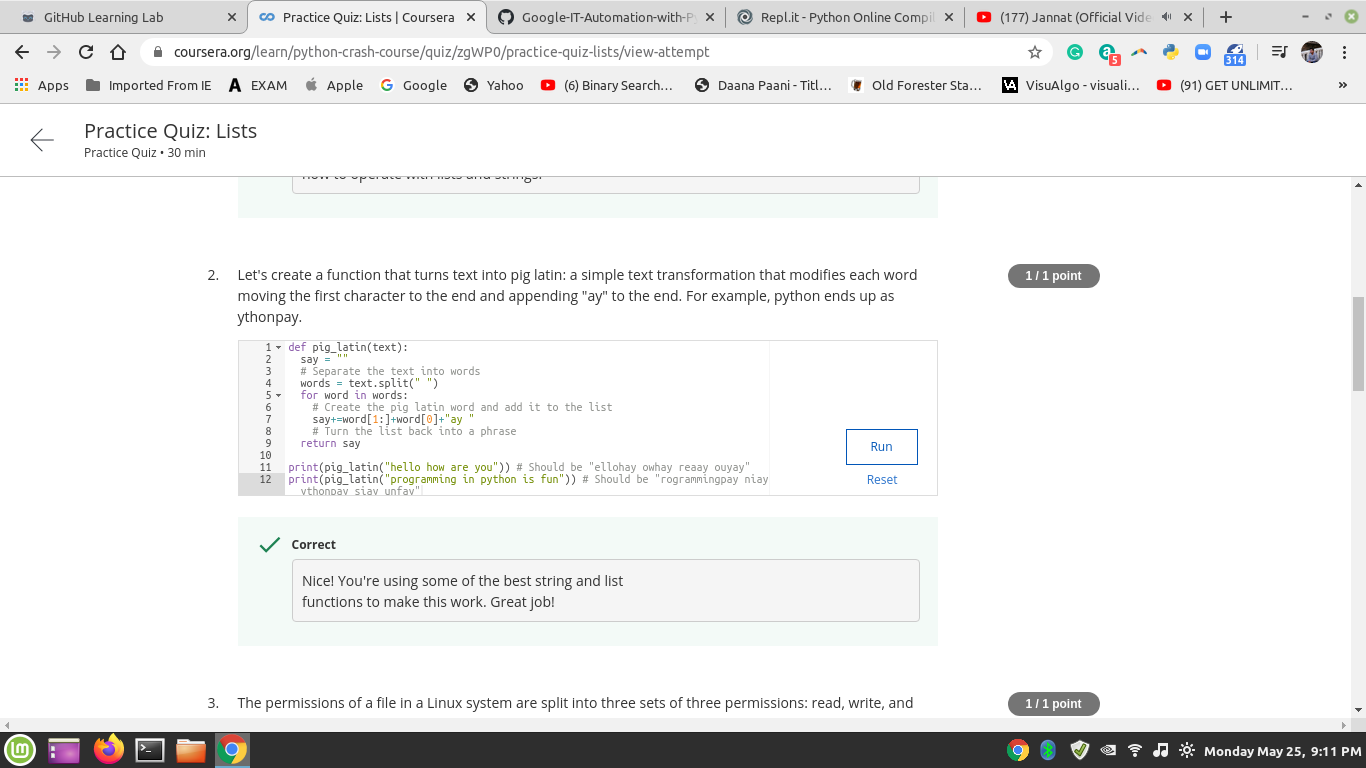 GitHub Learning Lab
Practice Quiz: Lists | Coursera
Google-IT-Automation-with-P
Repl.it - Python Online Compil
(177) Jannat (Official Vide
coursera.org/learn/python-crash-course/quiz/zqWP0/practice-quiz-lists/view-attempt
5
314
Apps
Imported From IE
EXAM
Apple
Google
Yahoo
(6) Binary Search...
Daana Paani - Titl...
Old Forester Sta...
VisuAlgo - visuali...
(91) GET UNLIMIT...
»
Practice Quiz: Lists
Practice Quiz • 30 min
how to operate with lists and strings.
2. Let's create a function that turns text into pig latin: a simple text transformation that modifies each word
moving the first character to the end and appending "ay" to the end. For example, python ends up as
ythonpay.
1 / 1 point
1 def pig_latin(text):
2 say = ""
3 # Separate the text into words
4 words = text.split(" ")
5 for word in words:
6 # Create the pig latin word and add it to the list
7 say+=word[1:]+word[0]+"ay "
8 # Turn the list back into a phrase
9 return say
10
11 print(pig_latin("hello how are you")) # Should be "ellohay owhay reaay ouyay"
12 print(pig_latin("programming in python is fun")) # Should be "rogrammingpay niay
ythonpay siay unfay"
Run
Reset
Correct
Nice! You're using some of the best string and list
functions to make this work. Great job!
3. The permissions of a file in a Linux system are split into three sets of three permissions: read, write, and
1 / 1 point
Monday May 25, 9:11 PM